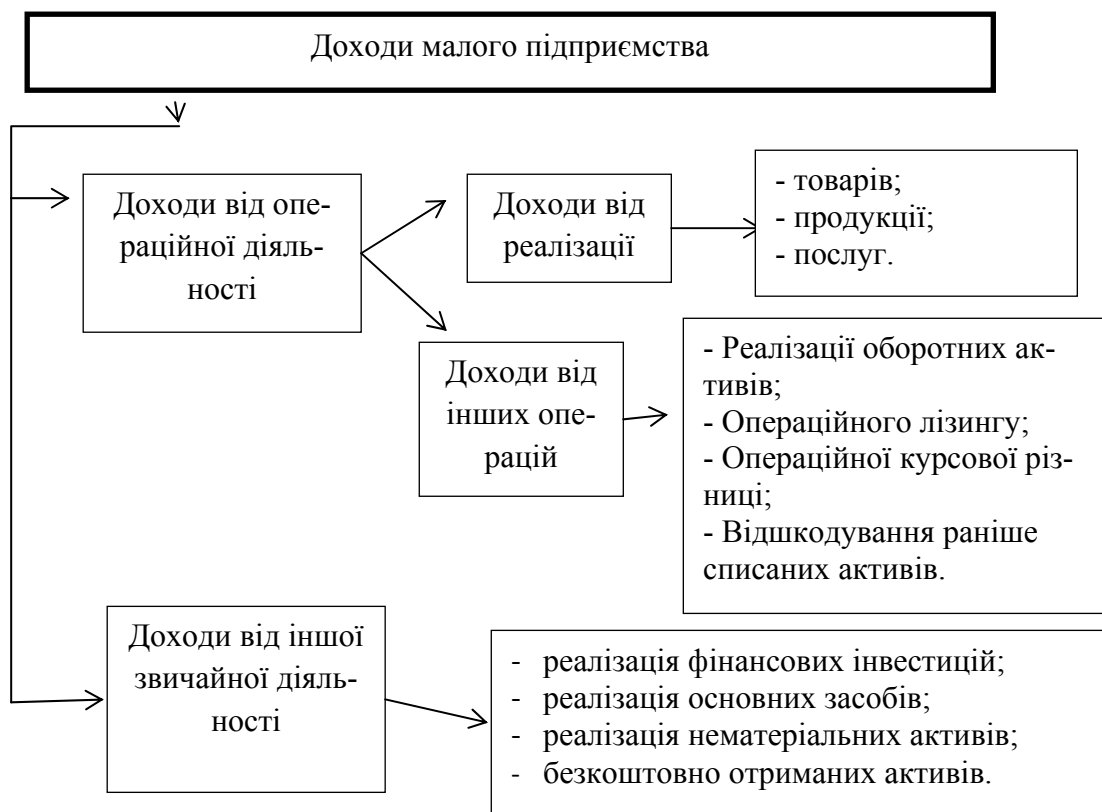 Доходи малого підприємства
Доходи від опе-
раційної діяль-
ності
Доходи від
реалізації
- товарів;
- продукції;
- послуг.
Доходи від
інших опе-
рацій
- Реалізації оборотних ак-
тивів;
- Операційного лізингу;
- Операційної курсової різ-
ниці;
- Відшкодування раніше
списаних активів.
Доходи від іншої
звичайної діяль-
ності
- реалізація фінансових інвестицій;
- реалізація основних засобів;
- реалізація нематеріальних активів;
- безкоштовно отриманих активів.